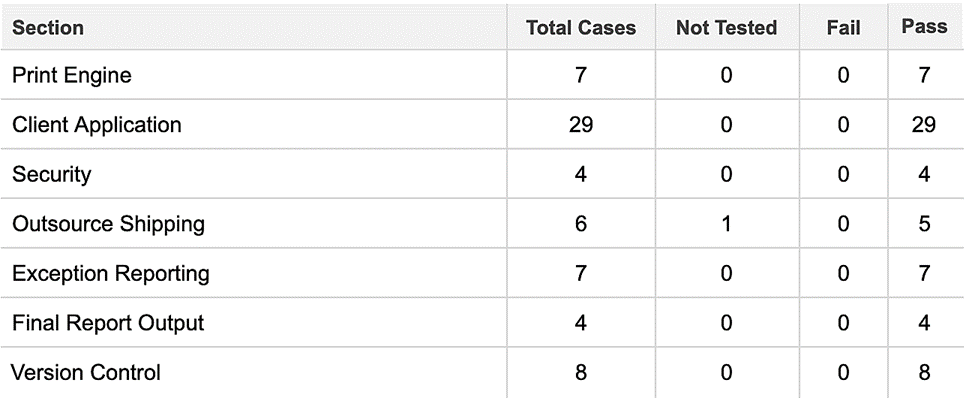 Section Total Cases Not Tested Fail Pass
Print Engine 7 0 0 7
Client Application 29 0 0 29
Security 4 0 0 4
Outsource Shipping 6 1 0 5
Exception Reporting 7 0 0 7
Final Report Output 4 0 0 4
Version Control 8 0 0 8